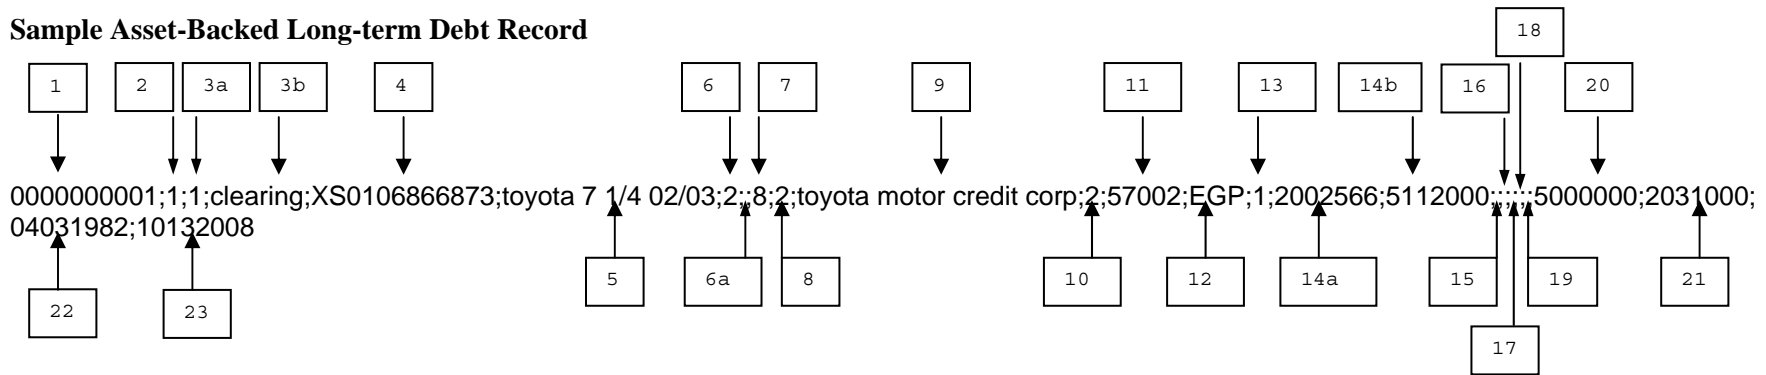 Sample Asset-Backed Long-term Debt Record
18
1 2 3a 3b 4 6 7 9 11 13 14b 16 20
0000000001;1;1;clearing;XS0106866873;toyota 7 1/4 02/03;2;;8;2;toyota motor credit corp;2;57002;EGP;1;2002566;5112000;;;;;;5000000;2031000;
04031982;10132008
5 6a 8 10 12 14a 15 19 21
22 23
17